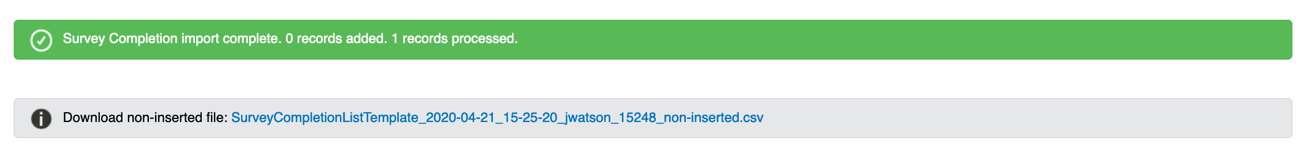 Survey Completion import complete. 0 records added. 1 records processed.
Download non-inserted file: SurveyCompletionListTemplate_2020-04-21_15-25-20_jwatson_15248_non-inserted.csv